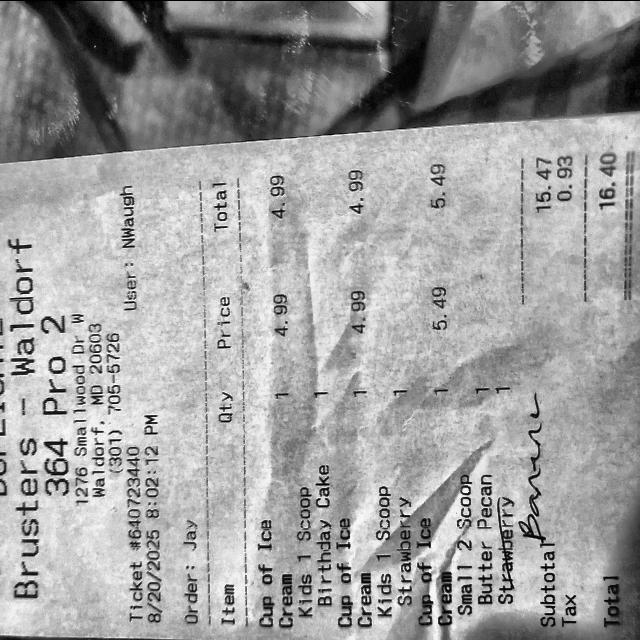 Brusters - Waldorf
364 Pro 2
1276 Smallwood Dr W
Waldorf, MD 20603
(301) 705-5726
Ticket #640723440
8/20/2025 8:02:12 PM User: NWaugh
Order: Jay
Item Qty Price Total
Cup of Ice 1 4.99 4.99
Cream
Kids 1 Scoop
Birthday Cake 1
Cup of Ice 1 4.99 4.99
Cream
Kids 1 Scoop
Strawberry 1
Cup of Ice 1 5.49 5.49
Cream
Small 2 Scoop
Butter Pecan 1
Strawberry 1
Subtotal 15.47
Tax 0.93
Total 16.40